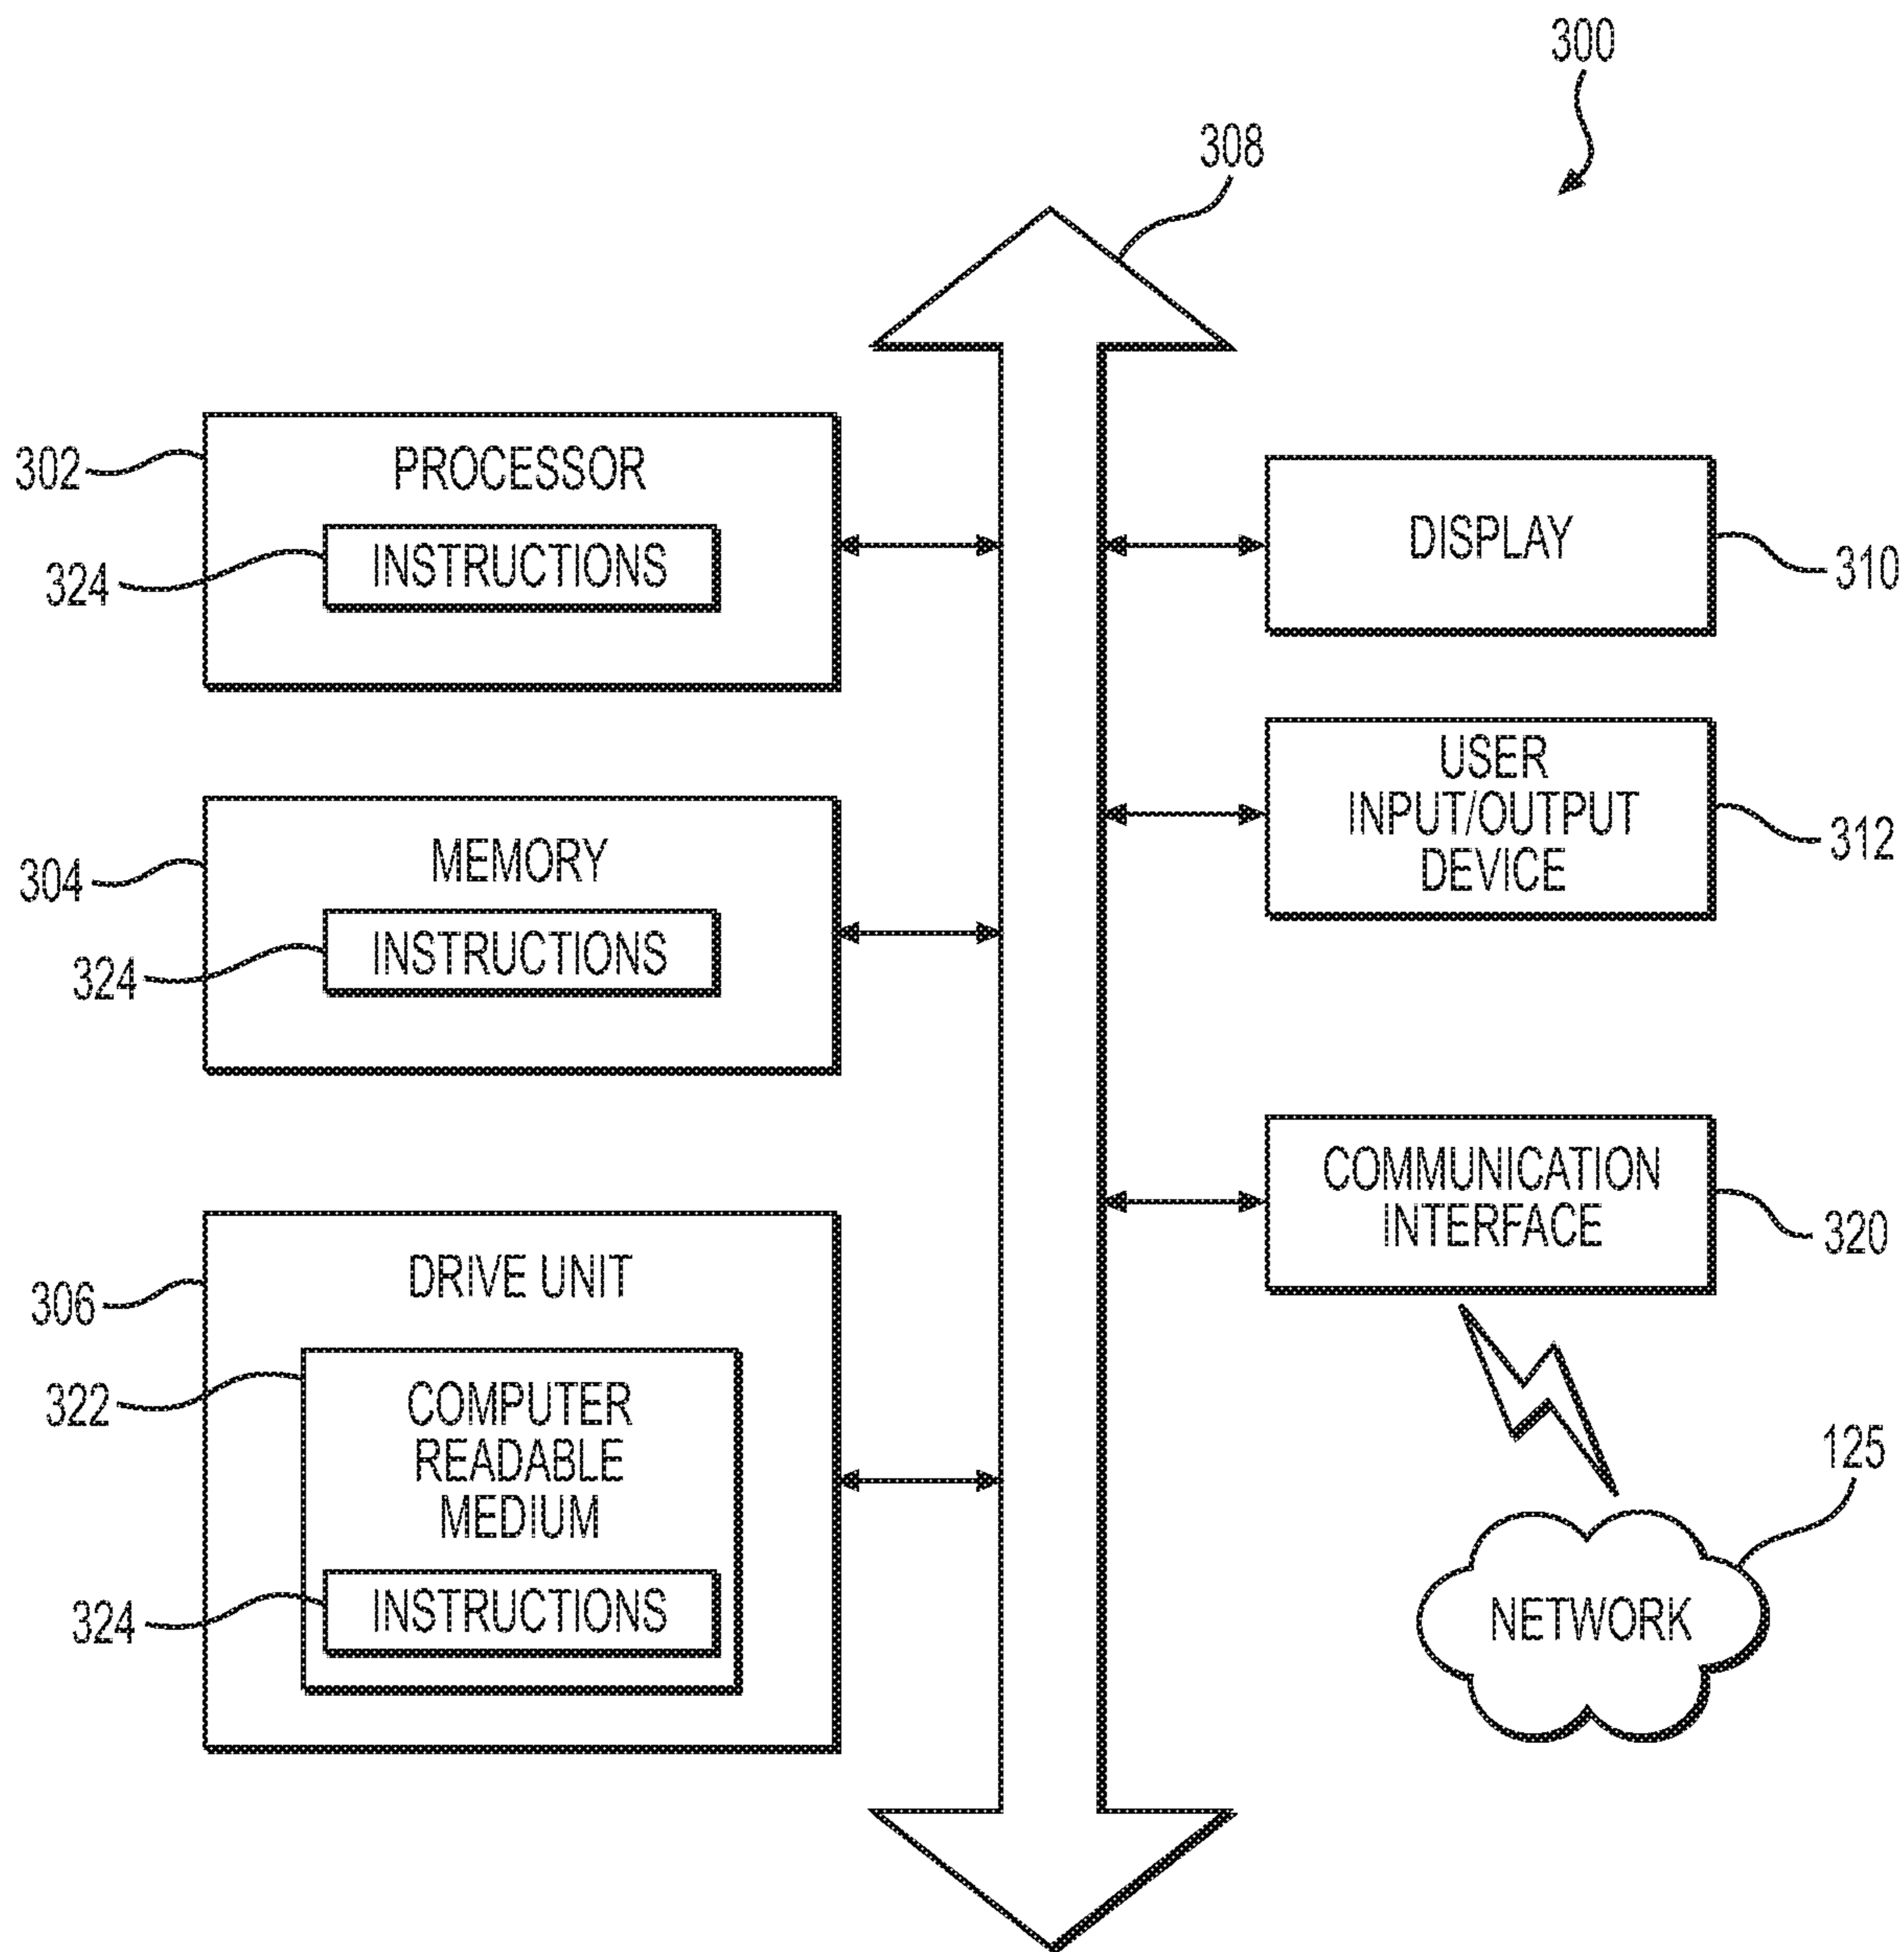 300
308
302
PROCESSOR
324
INSTRUCTIONS
304
MEMORY
324
INSTRUCTIONS
306
DRIVE UNIT
322
COMPUTER
READABLE
MEDIUM
324
INSTRUCTIONS
DISPLAY
310
USER
INPUT/OUTPUT
DEVICE
312
COMMUNICATION
INTERFACE
320
125
NETWORK